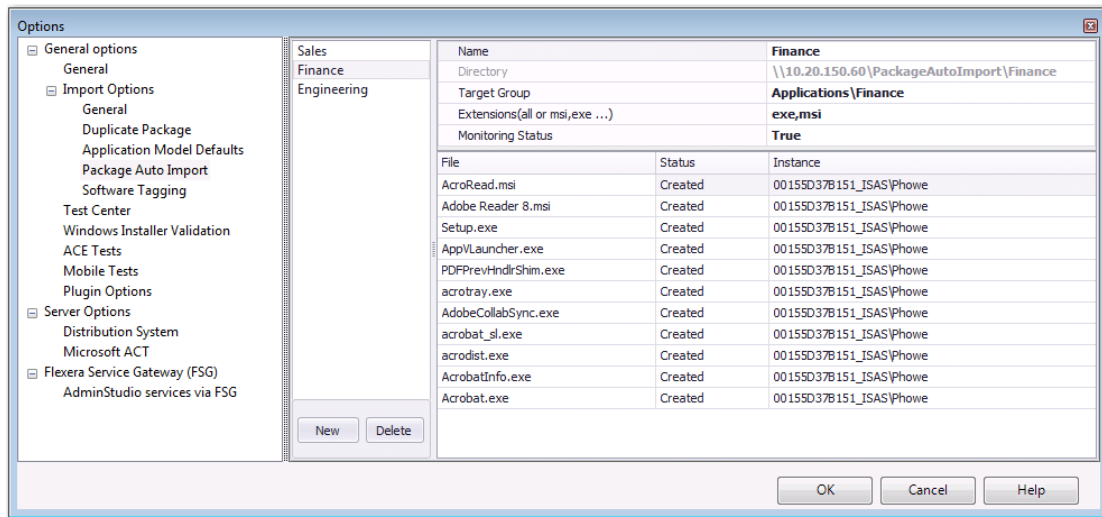 Options
General options
General
Import Options
General
Duplicate Package
Application Model Defaults
Package Auto Import
Software Tagging
Test Center
Windows Installer Validation
ACE Tests
Mobile Tests
Plugin Options
Server Options
Distribution System
Microsoft ACT
Flexera Service Gateway (FSG)
AdminStudio services via FSG
Sales
Finance
Engineering
New Delete
Name Finance
Directory \\10.20.150.60\PackageAutoImport\Finance
Target Group Applications\Finance
Extensions(all or msi,exe ...) exe,msi
Monitoring Status True
File Status Instance
AcroRead.msi Created 00155D37B151_ISAS\Phowe
Adobe Reader 8.msi Created 00155D37B151_ISAS\Phowe
Setup.exe Created 00155D37B151_ISAS\Phowe
AppVLauncher.exe Created 00155D37B151_ISAS\Phowe
PDFPrevHndlrShim.exe Created 00155D37B151_ISAS\Phowe
acrotray.exe Created 00155D37B151_ISAS\Phowe
AdobeCollabSync.exe Created 00155D37B151_ISAS\Phowe
acrobat_sl.exe Created 00155D37B151_ISAS\Phowe
acrodist.exe Created 00155D37B151_ISAS\Phowe
AcrobatInfo.exe Created 00155D37B151_ISAS\Phowe
Acrobat.exe Created 00155D37B151_ISAS\Phowe
OK Cancel Help